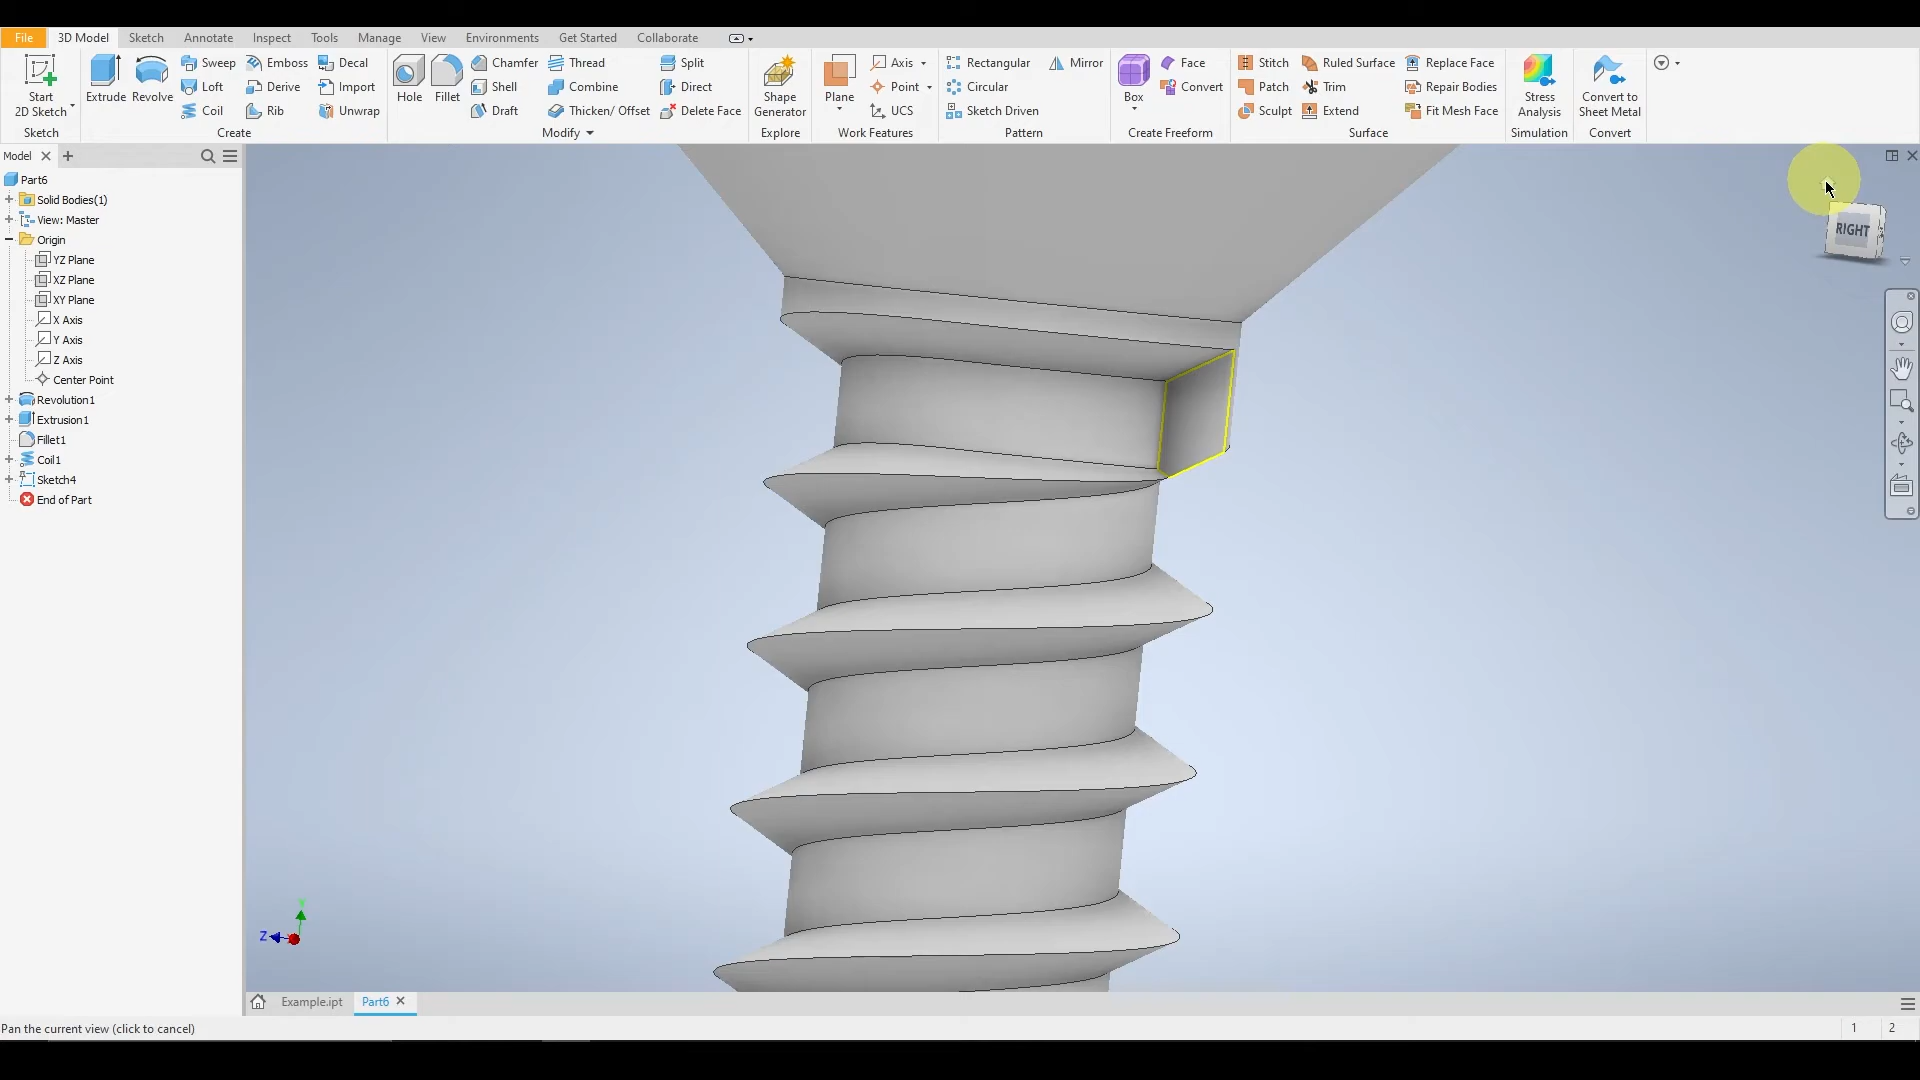 File 3D Model Sketch Annotate Inspect Tools Manage View Environments Get Started Collaborate
Start 2D Sketch
Sketch
Extrude Revolve
Sweep Emboss Decal
Loft Derive Import
Coil Rib Unwrap
Create
Hole Fillet
Chamfer Thread Split
Shell Combine Direct
Draft Thicken/ Offset Delete Face
Modify
Shape Generator
Explore
Plane
Axis
Point
UCS
Work Features
Rectangular Mirror
Circular
Sketch Driven
Pattern
Box
Face
Convert
Create Freeform
Stitch Ruled Surface Replace Face
Patch Trim Repair Bodies
Sculpt Extend Fit Mesh Face
Surface
Stress Analysis
Simulation
Convert to Sheet Metal
Convert
Model
Part6
Solid Bodies(1)
View: Master
Origin
YZ Plane
XZ Plane
XY Plane
X Axis
Y Axis
Z Axis
Center Point
Revolution1
Extrusion1
Fillet1
Coil1
Sketch4
End of Part
RIGHT
Y
Z
Example.ipt Part6
Pan the current view (click to cancel)
1 2